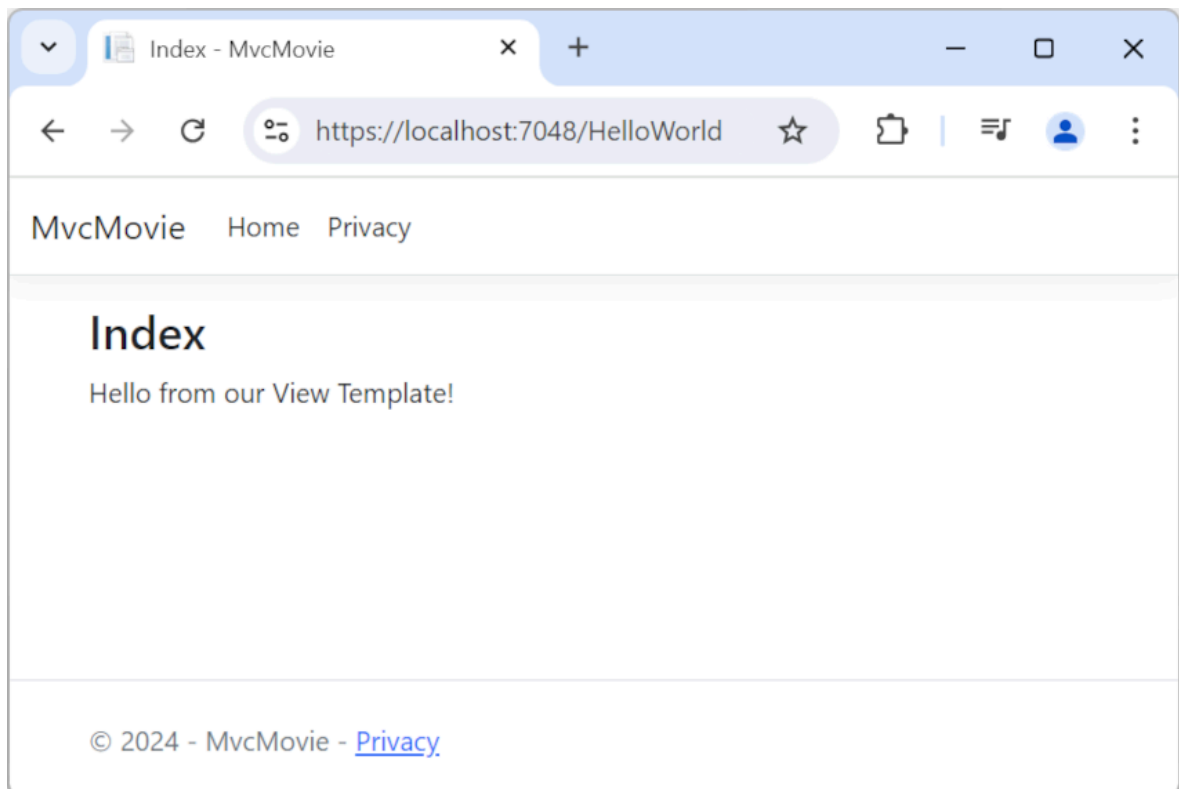 Index - MvcMovie
https://localhost:7048/HelloWorld
MvcMovie Home Privacy
Index
Hello from our View Template!
© 2024 - MvcMovie - Privacy